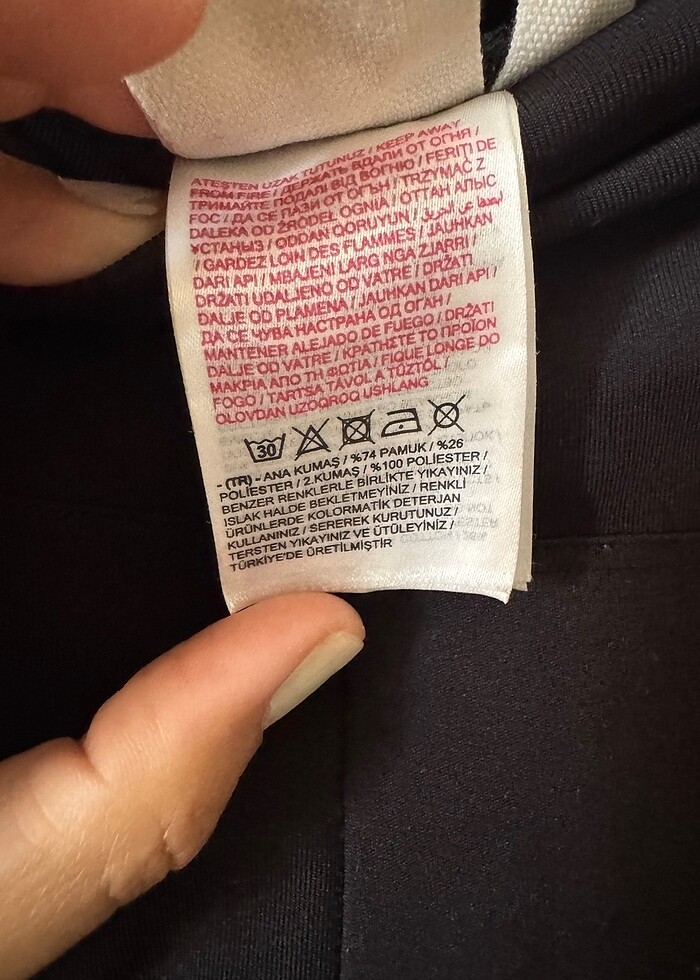 ATEŞTEN UZAK TUTUNUZ / KEEP AWAY
FROM FIRE / ДЕРЖАТЬ ВДАЛИ ОТ ОГНЯ /
ТРИМАЙТЕ ПОДАЛІ ВІД ВОГНЮ / FERIŢI DE
FOC / ДА СЕ ПАЗИ ОТ ОГЪН / TRZYMAĆ Z
DALEKA OD ŹRÓDEŁ OGNIA / ОТТАН АЛЫС
ҰСТАҢЫЗ / ODDAN QORUYUN /
/ GARDEZ LOIN DES FLAMMES / JAUHKAN
DARI API / MBAJENI LARG NGA ZJARRI /
DRŽATI UDALJENO OD VATRE / DRŽATI
DALJE OD PLAMENA / JAUHKAN DARI API /
ДА СЕ ЧУВА НАСТРАНА ОД ОГАН /
MANTENER ALEJADO DE FUEGO / DRŽATI
DALJE OD VATRE / ΚΡΑΤΗΣΤΕ ΤΟ ΠΡΟΪΟΝ
ΜΑΚΡΙΑ ΑΠΟ ΤΗ ΦΩΤΙΑ / FIQUE LONGE DO
FOGO / TARTSA TÁVOL A TŰZTŐL /
OLOVDAN UZOQROQ USHLANG
30
- (TR) - ANA KUMAŞ / %74 PAMUK / %26
POLİESTER / 2.KUMAŞ / %100 POLİESTER /
BENZER RENKLERLE BİRLİKTE YIKAYINIZ /
ISLAK HALDE BEKLETMEYİNİZ / RENKLİ
ÜRÜNLERDE KOLORMATİK DETERJAN
KULLANINIZ / SEREREK KURUTUNUZ /
TERSTEN YIKAYINIZ VE ÜTÜLEYİNİZ /
TÜRKİYE'DE ÜRETİLMİŞTİR